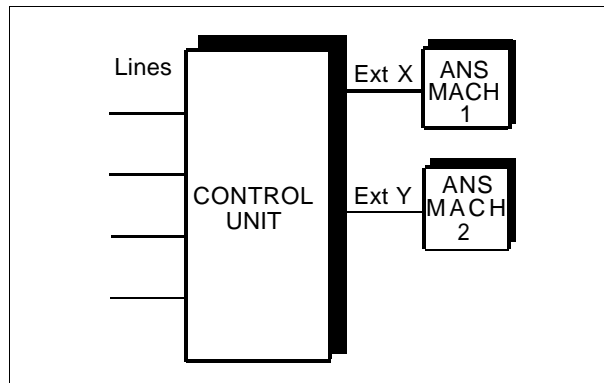 Lines
CONTROL
UNIT
Ext X
ANS
MACH
1
Ext Y
ANS
MACH
2